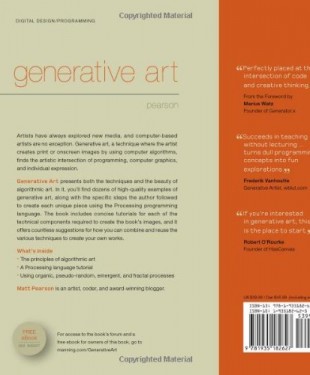 DIGITAL DESIGN/PROGRAMMING
Copyrighted Material
generative art
pearson
Artists have always explored new media, and computer-based
artists are no exception. Generative art, a technique where the artist
creates print or onscreen images by using computer algorithms,
finds the artistic intersection of programming, computer graphics,
and individual expression.
Generative Art presents both the techniques and the beauty of
algorithmic art. In it, you'll find dozens of high-quality examples of
generative art, along with the specific steps the author followed
to create each unique piece using the Processing programming
language. The book includes concise tutorials for each of the
technical components required to create the book's images, and it
offers countless suggestions for how you can combine and reuse the
various techniques to create your own works.
What's inside
• The principles of algorithmic art
• A Processing language tutorial
• Using organic, pseudo-random, emergent, and fractal processes
Matt Pearson is an artist, coder, and award-winning blogger.
FREE
eBook
For access to the book's forum and a
free ebook for owners of this book, go to
manning.com/GenerativeArt
"Perfectly placed at the
intersection of code
and creative thinking
From the Foreword by
Marius Watz
Founder of Generator.x
"Succeeds in teaching
without lecturing ...
turns dull programming
concepts into fun
explorations"
Frederik Vanhoutte
Generative Artist, wblut.com
"If you're interested
in generative art, this
is the place to start
Robert O'Rourke
Founder of
Copyrighted Material